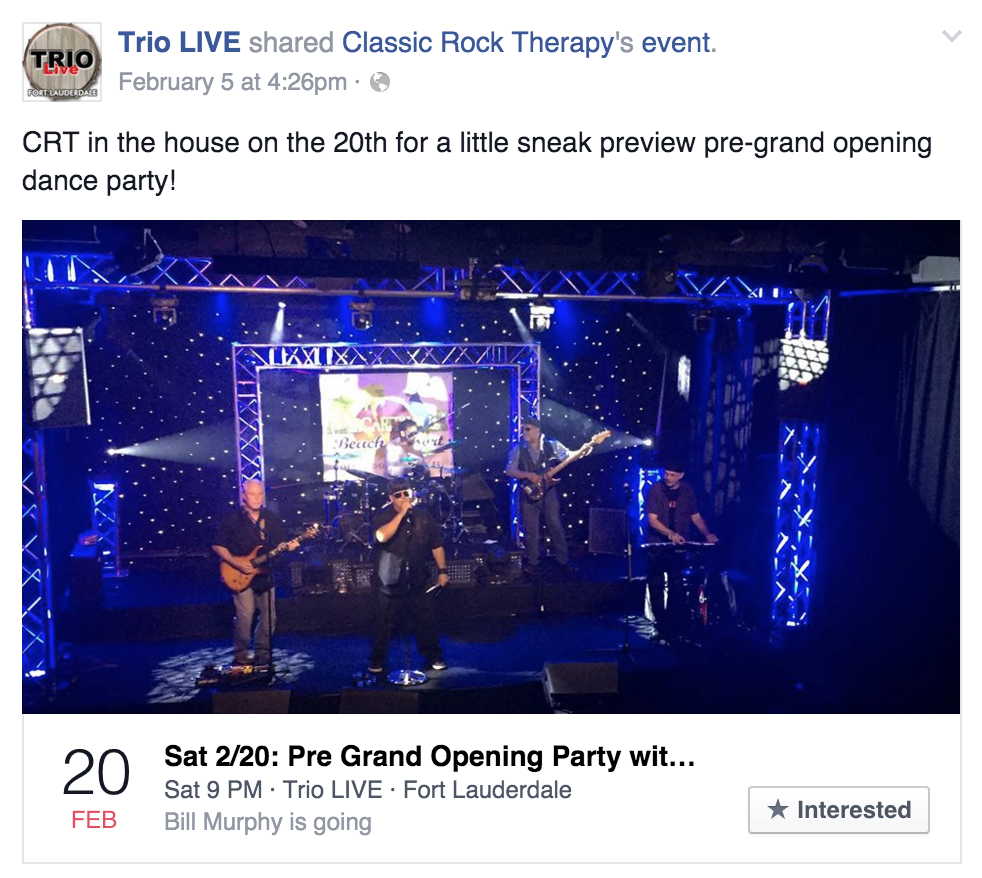 TRIO
Live
FORT LAUDERDALE
Trio LIVE shared Classic Rock Therapy's event.
February 5 at 4:26pm ·
CRT in the house on the 20th for a little sneak preview pre-grand opening
dance party!
Beach
20
FEB
Sat 2/20: Pre Grand Opening Party wit...
Sat 9 PM · Trio LIVE · Fort Lauderdale
Bill Murphy is going
★ Interested